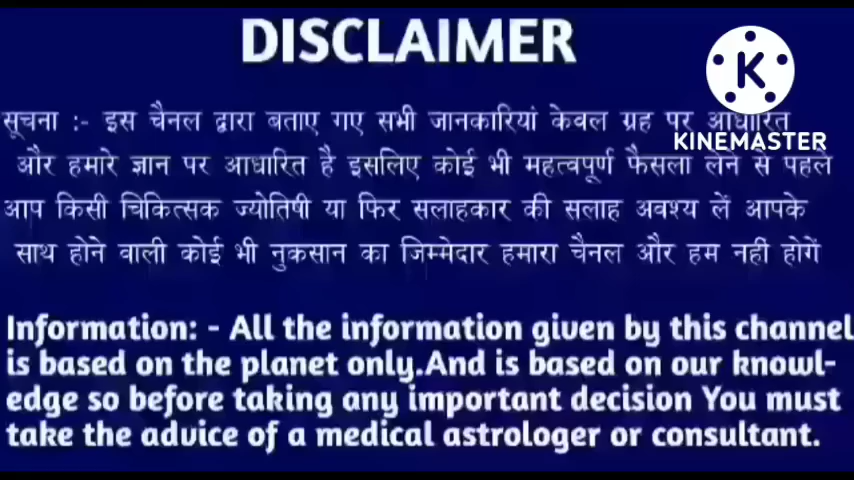 DISCLAIMER
K
KINEMASTER
सूचना :- इस चैनल द्वारा बताए गए सभी जानकारियां केवल ग्रह पर आधारित
और हमारे ज्ञान पर आधारित है इसलिए कोई भी महत्वपूर्ण फैसला लेने से पहले
आप किसी चिकित्सक ज्योतिषी या फिर सलाहकार की सलाह अवश्य लें आपके
साथ होने वाली कोई भी नुकसान का जिम्मेदार हमारा चैनल और हम नहीं होगें
Information: - All the information given by this channel
is based on the planet only.And is based on our knowl-
edge so before taking any important decision You must
take the advice of a medical astrologer or consultant.